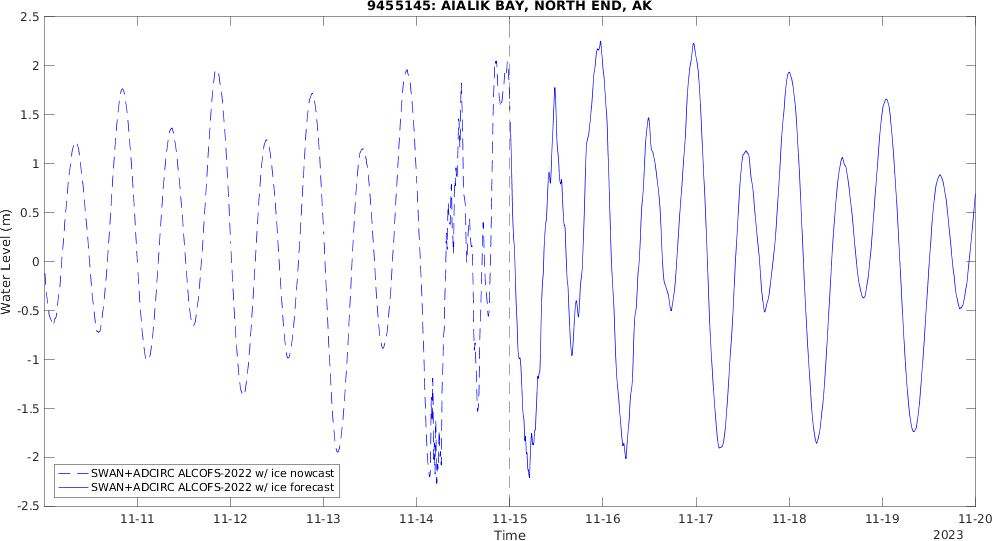 9455145: AIALIK BAY, NORTH END, AK
2.5
2
1.5
1
0.5
0
-0.5
-1
-1.5
-2
-2.5
Water Level (m)
SWAN+ADCIRC ALCOFS-2022 w/ ice nowcast
SWAN+ADCIRC ALCOFS-2022 w/ ice forecast
11-11 11-12 11-13 11-14 11-15 11-16 11-17 11-18 11-19 11-20
Time
2023